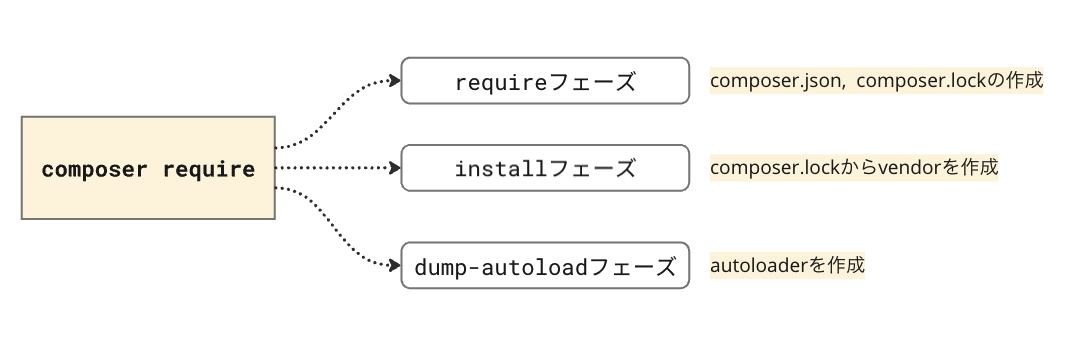 composer require
requireフェーズ
composer.json, composer.lockの作成
installフェーズ
composer.lockからvendorを作成
dump-autoloadフェーズ
autoloaderを作成